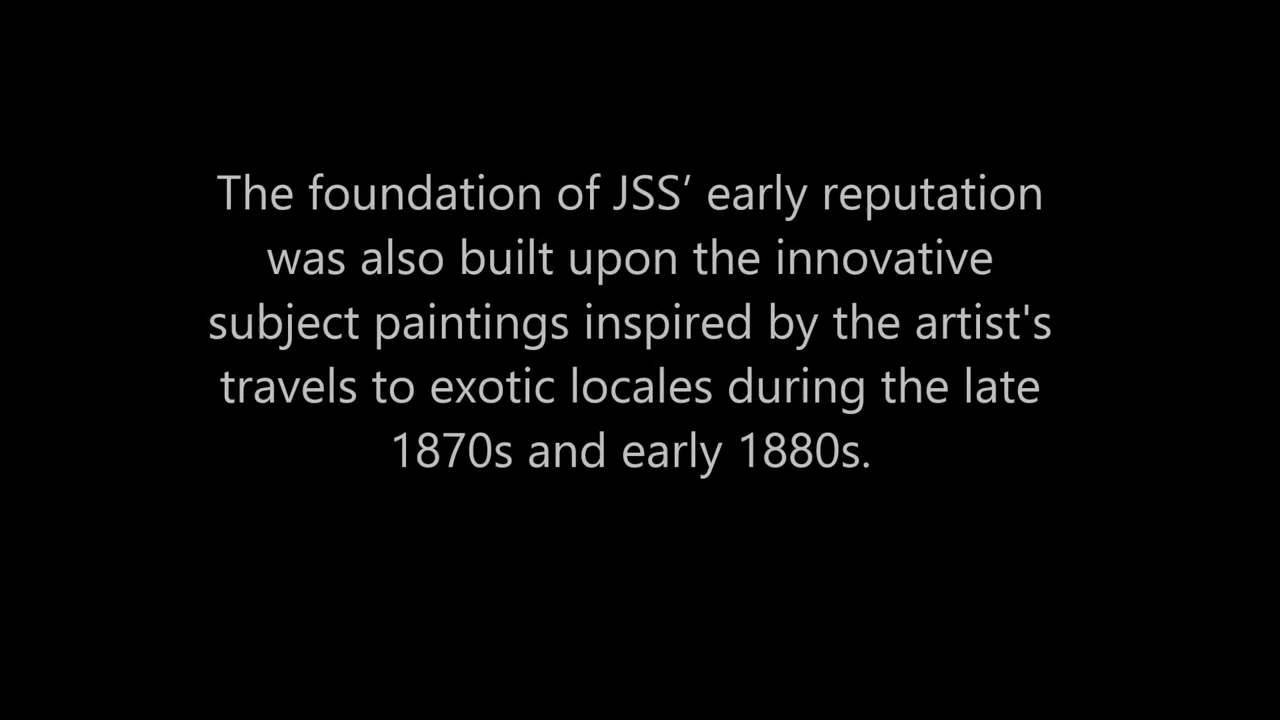 The foundation of JSS’ early reputation
was also built upon the innovative
subject paintings inspired by the artist's
travels to exotic locales during the late
1870s and early 1880s.